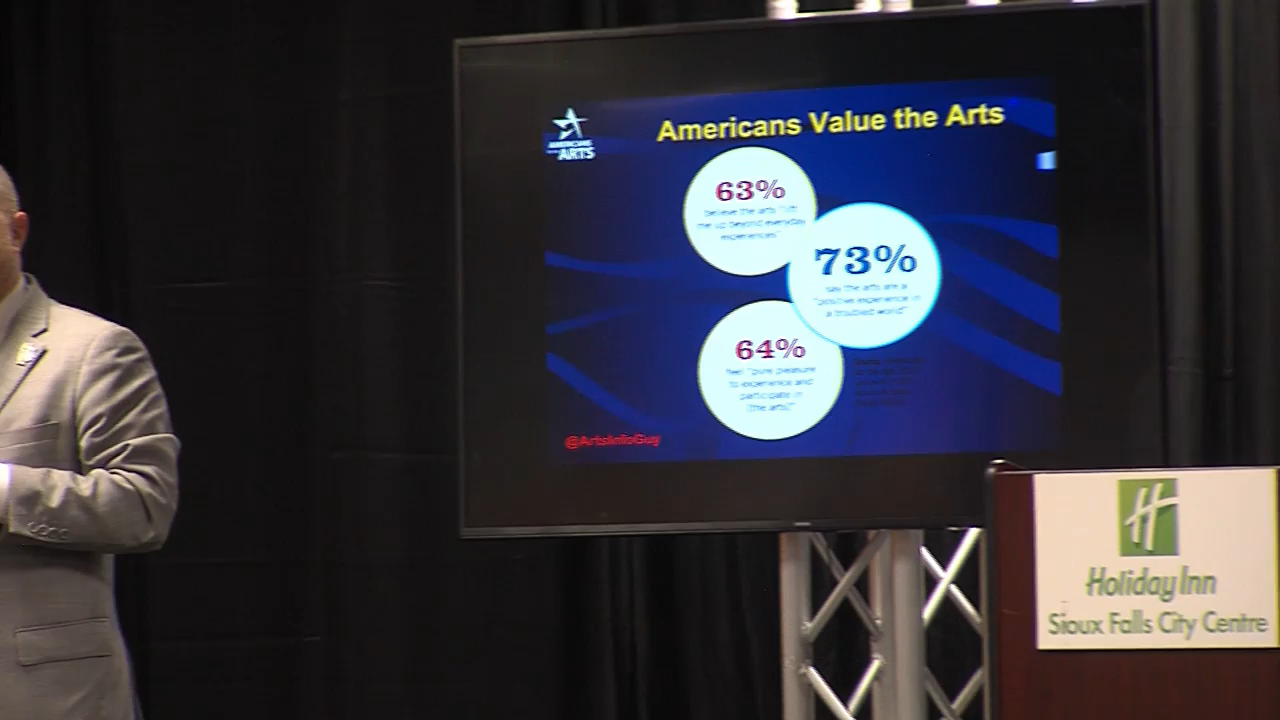 Americans Value the Arts
AMERICANS
ARTS
63%
believe the arts "lift
me up beyond everyday
experiences"
73%
say the arts are a
"positive experience in
a troubled world"
64%
feel "pure pleasure
to experience and
participate in
[the arts]"
@ArtsInfoGuy
H
Holiday Inn
Sioux Falls City Centre